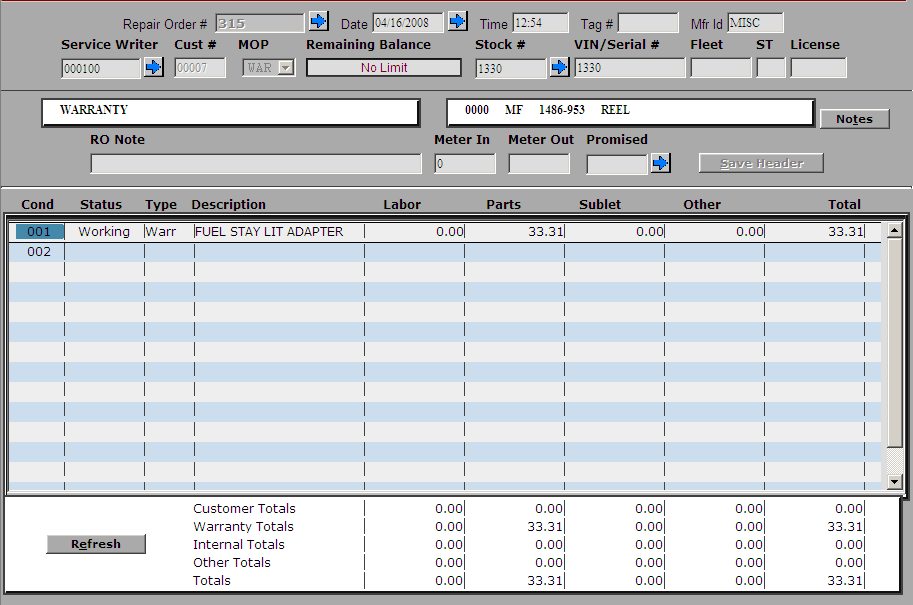 Repair Order # 315 Date 04/16/2008 Time 12:54 Tag # Mfr Id MISC
Service Writer Cust # MOP Remaining Balance Stock # VIN/Serial # Fleet ST License
000100 00007 WAR No Limit 1330 1330
WARRANTY 0000 MF 1486-953 REEL Notes
RO Note Meter In Meter Out Promised
0 Save Header
Cond Status Type Description Labor Parts Sublet Other Total
001 Working Warr FUEL STAY LIT ADAPTER 0.00 33.31 0.00 0.00 33.31
002
Customer Totals 0.00 0.00 0.00 0.00 0.00
Warranty Totals 0.00 33.31 0.00 0.00 33.31
Refresh Internal Totals 0.00 0.00 0.00 0.00 0.00
Other Totals 0.00 0.00 0.00 0.00 0.00
Totals 0.00 33.31 0.00 0.00 33.31